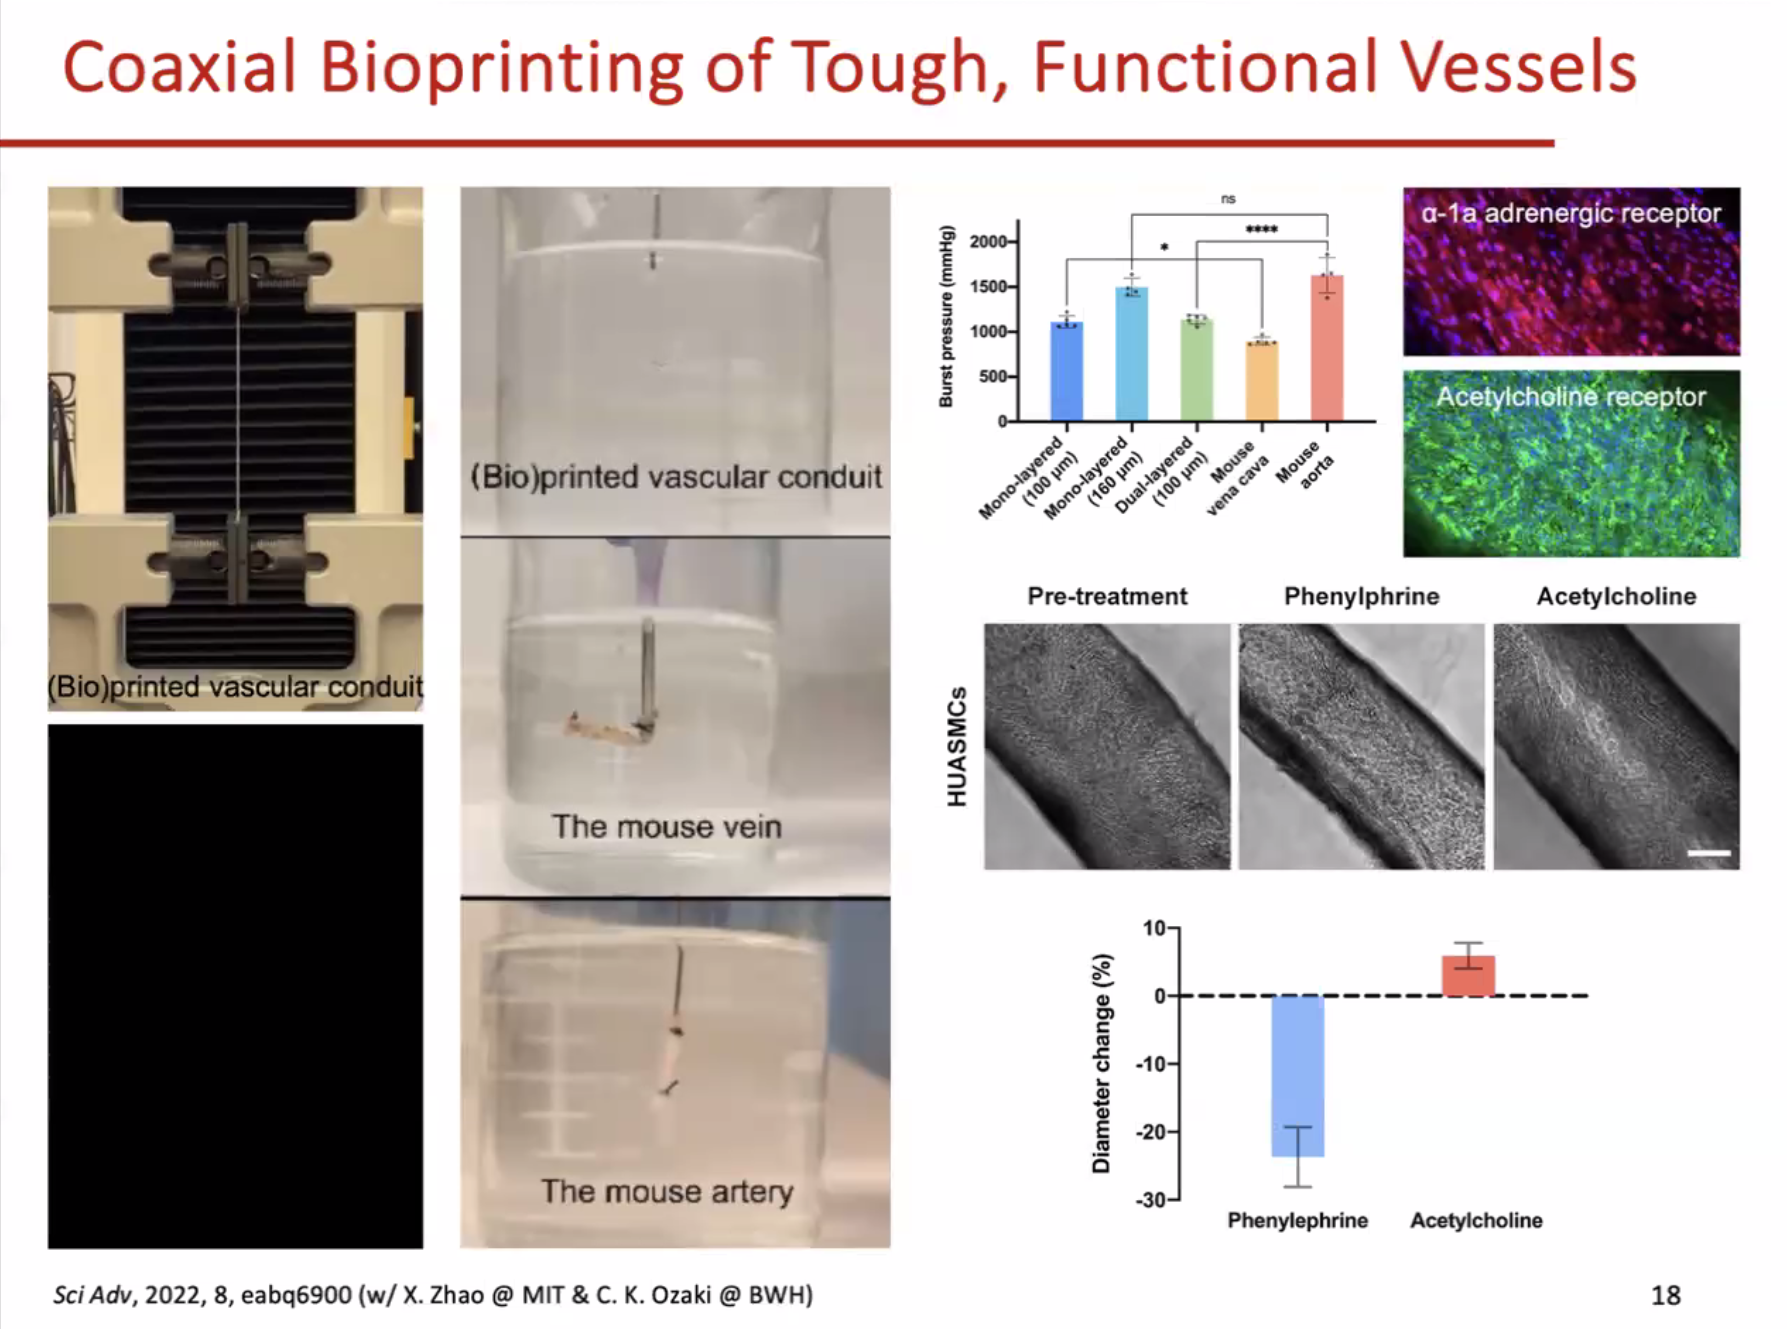 Coaxial Bioprinting of Tough, Functional Vessels
(Bio)printed vascular conduit
(Bio)printed vascular conduit
The mouse vein
The mouse artery
Burst pressure (mmHg)
2000
1500
1000
500
0
ns
*
****
Mono-layered
(100 μm)
Mono-layered
(160 μm)
Dual-layered
(100 μm)
Mouse
vena cava
Mouse
aorta
α-1a adrenergic receptor
Acetylcholine receptor
Pre-treatment
Phenylphrine
Acetylcholine
HUASMCs
Diameter change (%)
10
0
-10
-20
-30
Phenylephrine
Acetylcholine
Sci Adv, 2022, 8, eabq6900 (w/ X. Zhao @ MIT & C. K. Ozaki @ BWH)
18